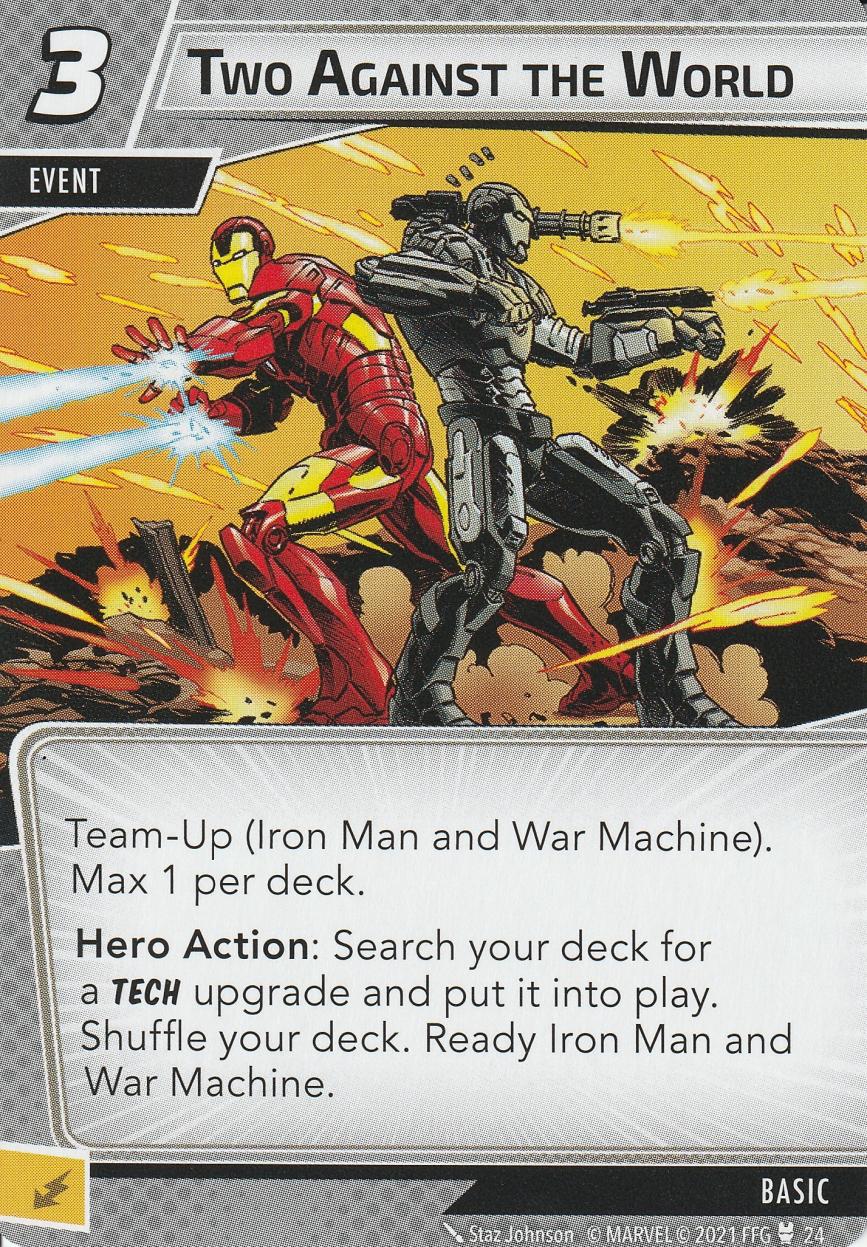 3
Two Against the World
EVENT
Team-Up (Iron Man and War Machine).
Max 1 per deck.
Hero Action: Search your deck for
a TECH upgrade and put it into play.
Shuffle your deck. Ready Iron Man and
War Machine.
BASIC
Staz Johnson © MARVEL © 2021 FFG 24